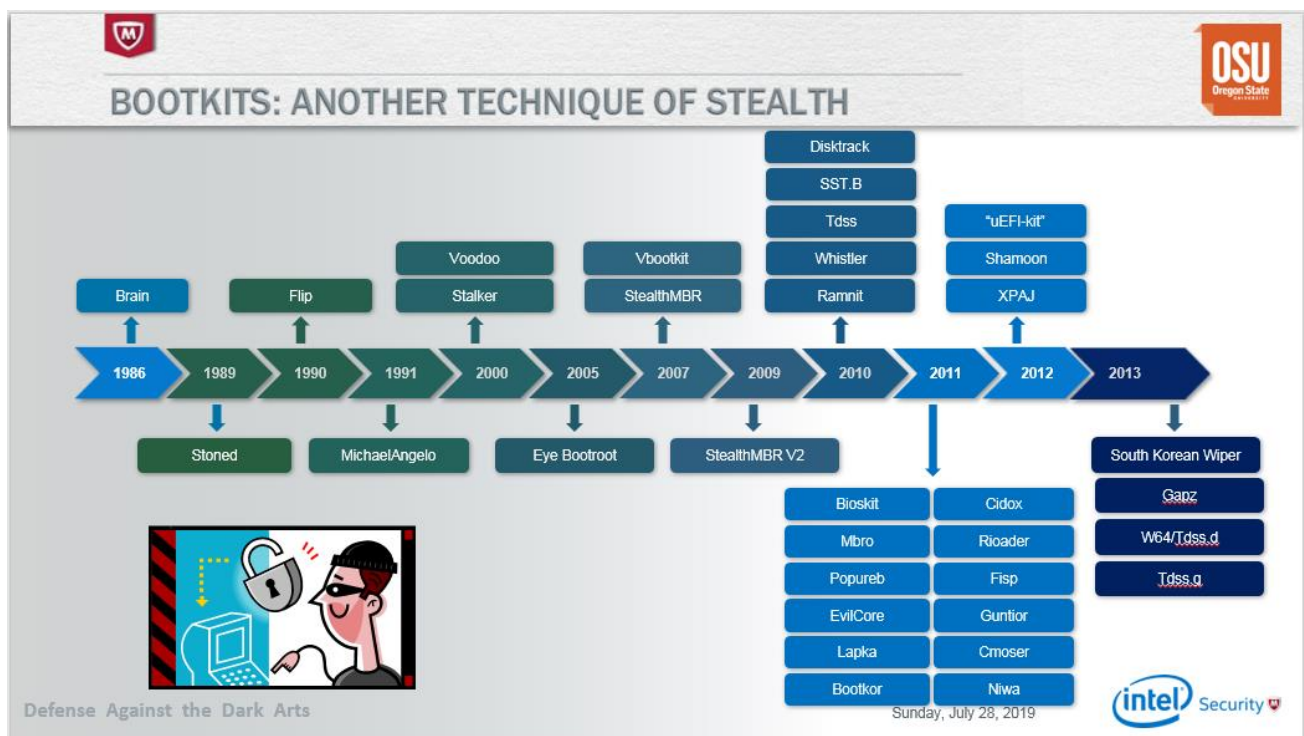 BOOTKITS: ANOTHER TECHNIQUE OF STEALTH
OSU
Oregon State
UNIVERSITY
Disktrack
SST.B
Tdss
Whistler
Ramnit
"uEFI-kit"
Shamoon
XPAJ
Voodoo
Stalker
Vbootkit
StealthMBR
Brain
Flip
1986
1989
1990
1991
2000
2005
2007
2009
2010
2011
2012
2013
Stoned
MichaelAngelo
Eye Bootroot
StealthMBR V2
South Korean Wiper
Gapz
W64/Tdss.d
Tdss.q
Bioskit
Cidox
Mbro
Rioader
Popureb
Fisp
EvilCore
Guntior
Lapka
Cmoser
Bootkor
Niwa
Defense Against the Dark Arts
Sunday, July 28, 2019
intel Security